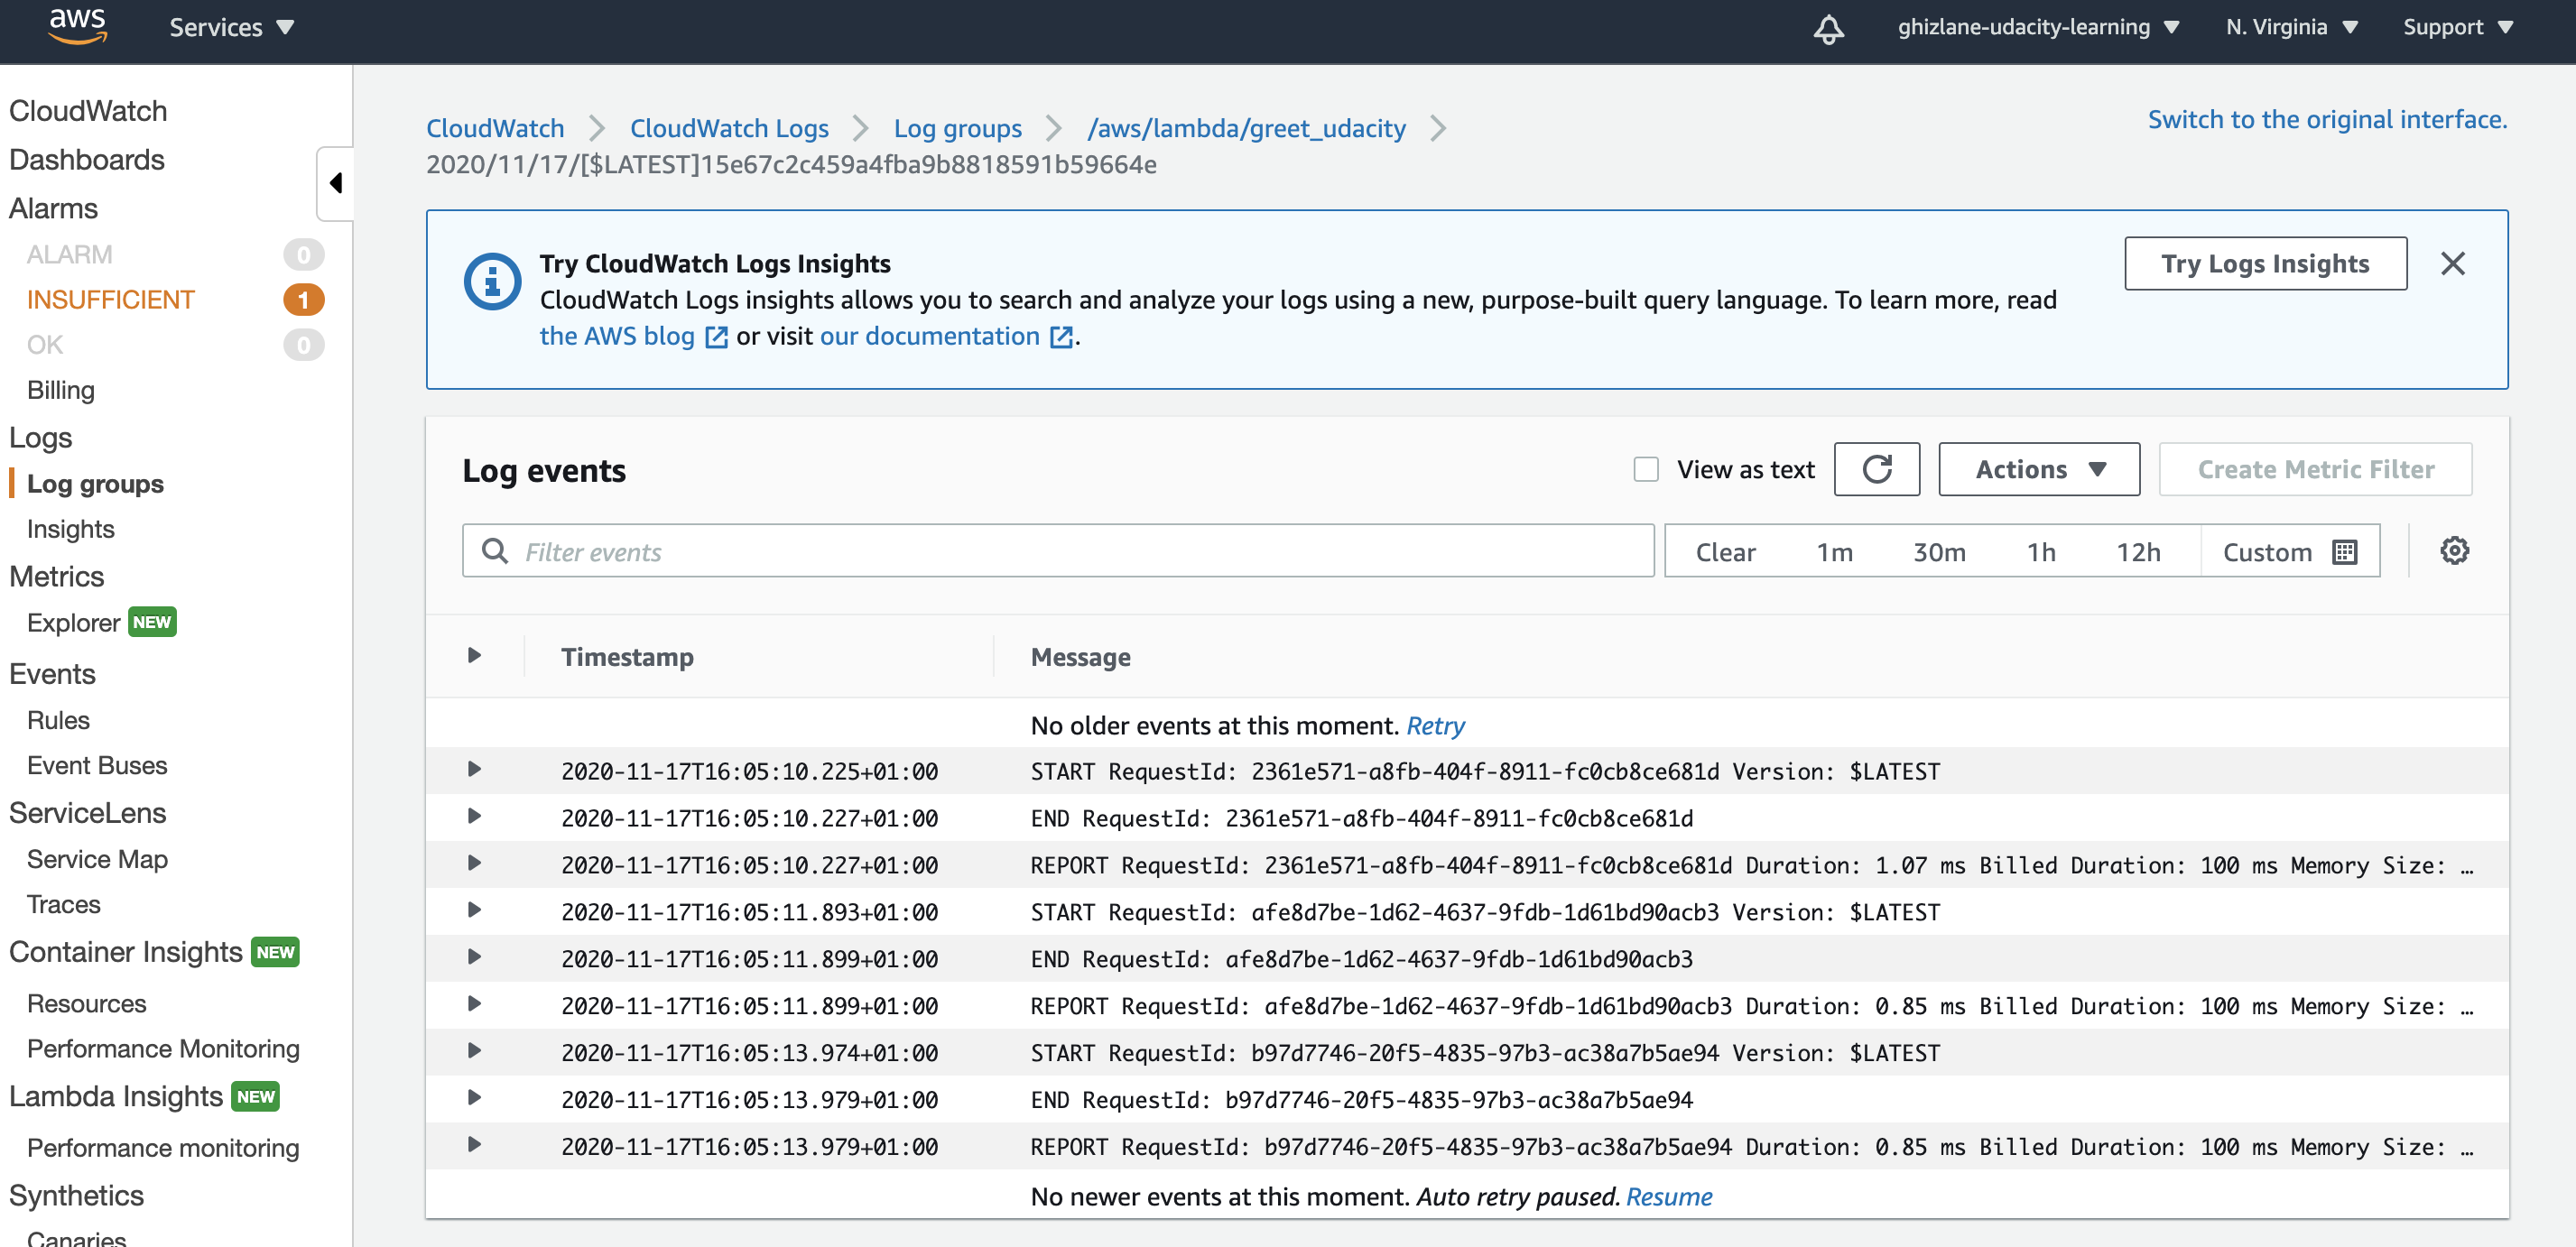 aws Services ghizlane-udacity-learning N. Virginia Support
CloudWatch
Dashboards
Alarms
ALARM 0
INSUFFICIENT 1
OK 0
Billing
Logs
Log groups
Insights
Metrics
Explorer NEW
Events
Rules
Event Buses
ServiceLens
Service Map
Traces
Container Insights NEW
Resources
Performance Monitoring
Lambda Insights NEW
Performance monitoring
Synthetics
Canaries
CloudWatch CloudWatch Logs Log groups /aws/lambda/greet_udacity
2020/11/17/[$LATEST]15e67c2c459a4fba9b8818591b59664e
Switch to the original interface.
Try CloudWatch Logs Insights
CloudWatch Logs insights allows you to search and analyze your logs using a new, purpose-built query language. To learn more, read
the AWS blog or visit our documentation .
Try Logs Insights
Log events
View as text Actions Create Metric Filter
Filter events Clear 1m 30m 1h 12h Custom
Timestamp Message
No older events at this moment. Retry
2020-11-17T16:05:10.225+01:00 START RequestId: 2361e571-a8fb-404f-8911-fc0cb8ce681d Version: $LATEST
2020-11-17T16:05:10.227+01:00 END RequestId: 2361e571-a8fb-404f-8911-fc0cb8ce681d
2020-11-17T16:05:10.227+01:00 REPORT RequestId: 2361e571-a8fb-404f-8911-fc0cb8ce681d Duration: 1.07 ms Billed Duration: 100 ms Memory Size: …
2020-11-17T16:05:11.893+01:00 START RequestId: afe8d7be-1d62-4637-9fdb-1d61bd90acb3 Version: $LATEST
2020-11-17T16:05:11.899+01:00 END RequestId: afe8d7be-1d62-4637-9fdb-1d61bd90acb3
2020-11-17T16:05:11.899+01:00 REPORT RequestId: afe8d7be-1d62-4637-9fdb-1d61bd90acb3 Duration: 0.85 ms Billed Duration: 100 ms Memory Size: …
2020-11-17T16:05:13.974+01:00 START RequestId: b97d7746-20f5-4835-97b3-ac38a7b5ae94 Version: $LATEST
2020-11-17T16:05:13.979+01:00 END RequestId: b97d7746-20f5-4835-97b3-ac38a7b5ae94
2020-11-17T16:05:13.979+01:00 REPORT RequestId: b97d7746-20f5-4835-97b3-ac38a7b5ae94 Duration: 0.85 ms Billed Duration: 100 ms Memory Size: …
No newer events at this moment. Auto retry paused. Resume